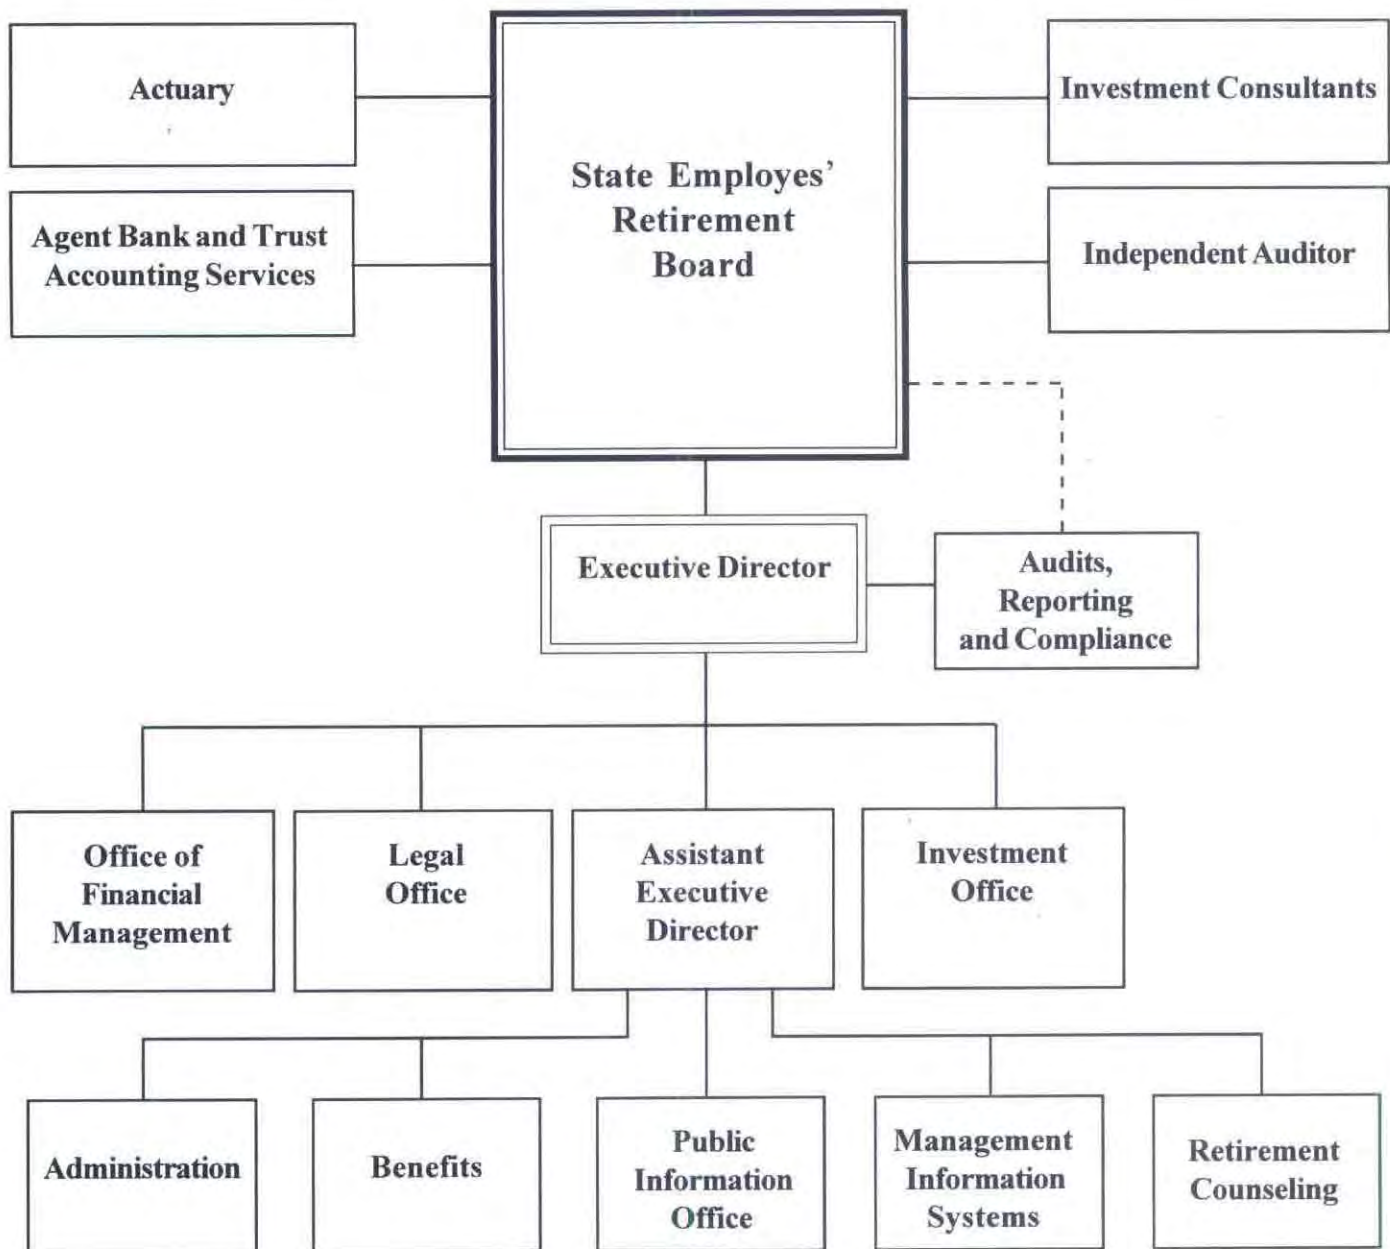 Actuary
State Employes’
Retirement
Board
Investment Consultants
Agent Bank and Trust
Accounting Services
Independent Auditor
Executive Director
Audits,
Reporting
and Compliance
Office of
Financial
Management
Legal
Office
Assistant
Executive
Director
Investment
Office
Administration
Benefits
Public
Information
Office
Management
Information
Systems
Retirement
Counseling